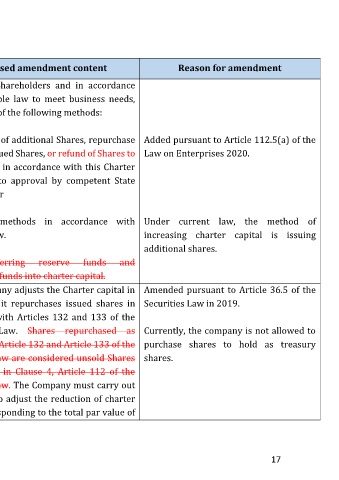 sed amendment content
Reason for amendment
hareholders and in accordance
ble law to meet business needs,
of the following methods:
of additional Shares, repurchase
ued Shares, or refund of Shares to
in accordance with this Charter
to approval by competent State
r
methods in accordance with
w.
erring reserve funds and
funds into charter capital.
Added pursuant to Article 112.5(a) of the
Law on Enterprises 2020.
Under current law, the method of
increasing charter capital is issuing
additional shares.
any adjusts the Charter capital in
it repurchases issued shares in
with Articles 132 and 133 of the
Law. Shares repurchased as
Article 132 and Article 133 of the
aw are considered unsold Shares
in Clause 4, Article 112 of the
aw. The Company must carry out
o adjust the reduction of charter
sponding to the total par value of
Amended pursuant to Article 36.5 of the
Securities Law in 2019.
Currently, the company is not allowed to
purchase shares to hold as treasury
shares.
17